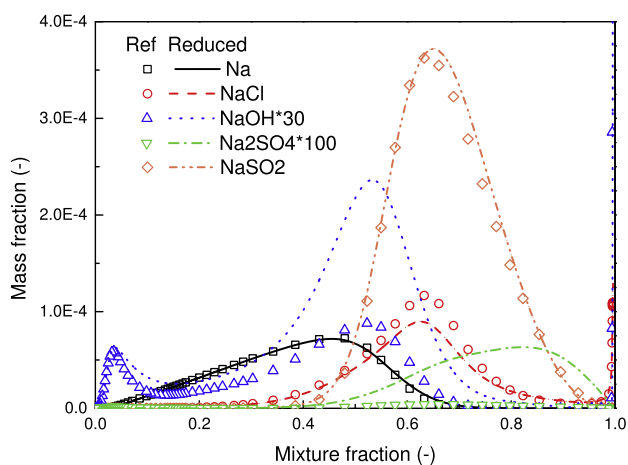 4.0E-4
3.0E-4
2.0E-4
1.0E-4
0.0
Mass fraction (-)
Ref Reduced
Na
NaCl
NaOH*30
Na2SO4*100
NaSO2
0.0 0.2 0.4 0.6 0.8 1.0
Mixture fraction (-)